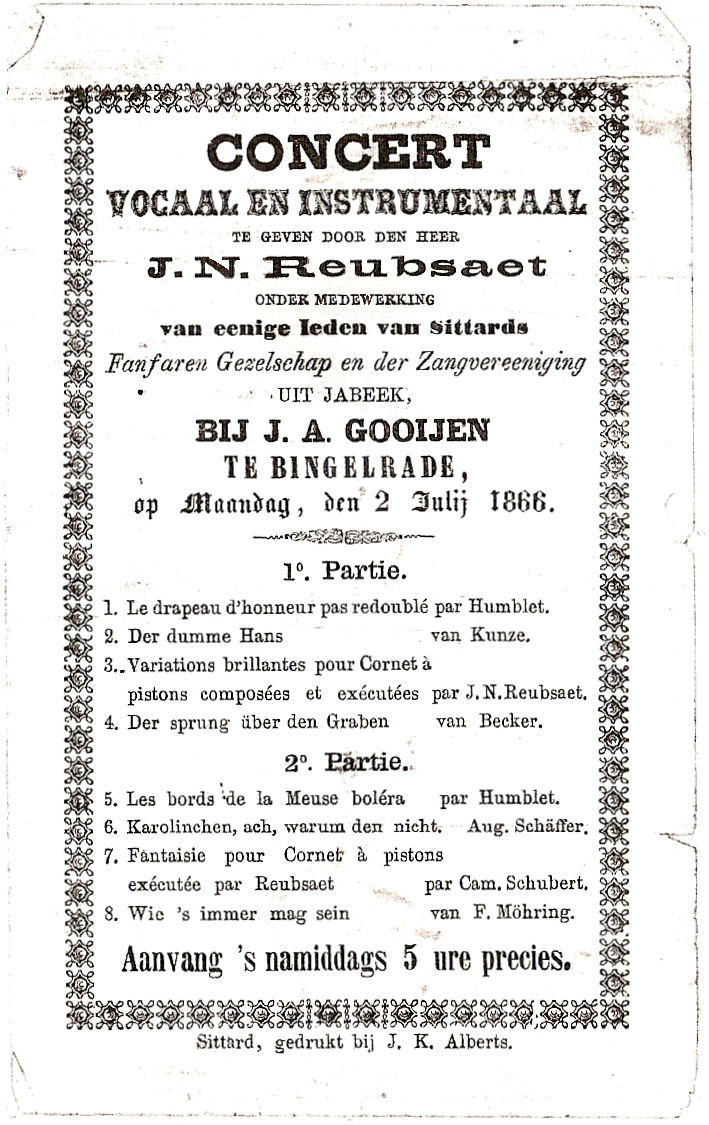 CONCERT
VOCAAL EN INSTRUMENTAAL
TE GEVEN DOOR DEN HEER
J. N. Reubsaet
ONDER MEDEWERKING
van eenige leden van Sittards
Fanfaren Gezelschap en der Zangvereeniging
UIT JABEEK,
BIJ J. A. GOOIJEN
TE BINGELRADE,
op Maandag, den 2 Julij 1866.
1º. Partie.
1. Le drapeau d'honneur pas redoublé par Humblet.
2. Der dumme Hans van Kunze.
3. Variations brillantes pour Cornet à
pistons composées et exécutées par J. N. Reubsaet.
4. Der sprung über den Graben van Becker.
2º. Partie.
5. Les bords de la Meuse boléra par Humblet.
6. Karolinchen, ach, warum den nicht. Aug. Schäffer.
7. Fantaisie pour Cornet à pistons
exécutée par Reubsaet par Cam. Schubert.
8. Wie 's immer mag sein van F. Möhring.
Aanvang 's namiddags 5 ure precies.
Sittard, gedrukt bij J. K. Alberts.